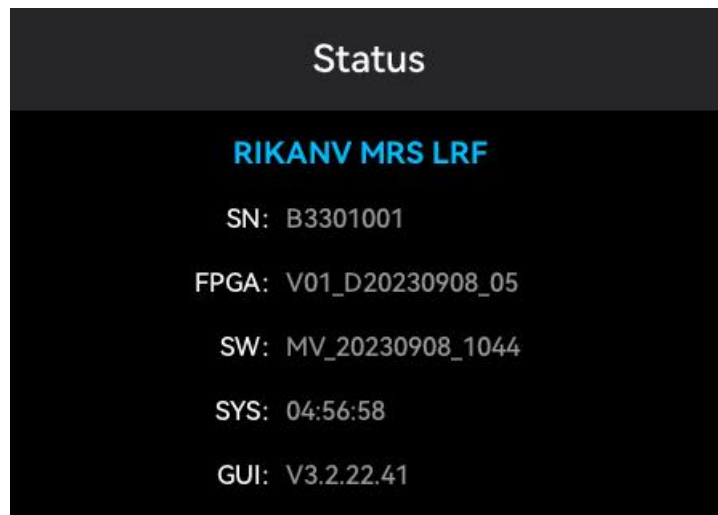 Status
RIKANV MRS LRF
SN: B3301001
FPGA: V01_D20230908_05
SW: MV_20230908_1044
SYS: 04:56:58
GUI: V3.2.22.41